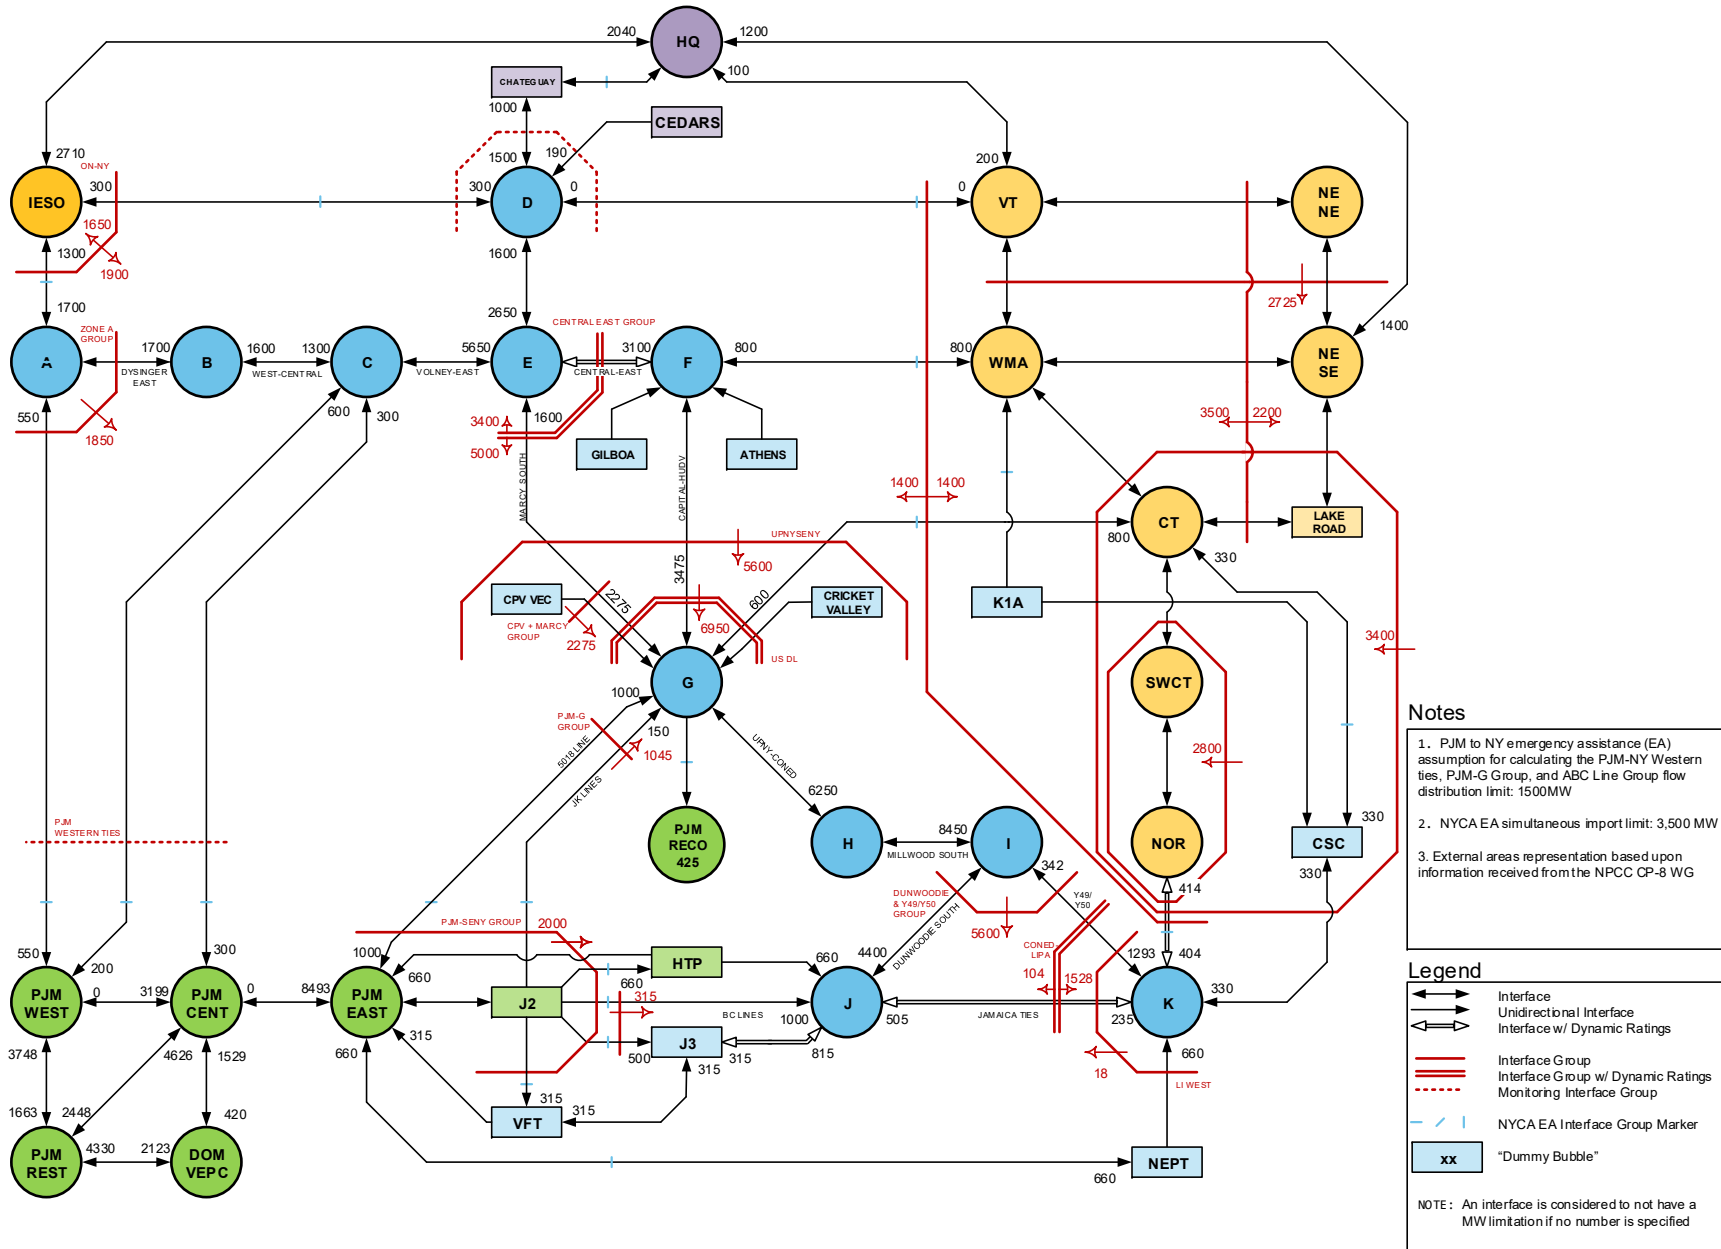 2040
HQ
1200
100
CHATEGUAY
1000
CEDARS
2710
ON-NY
1500
190
200
IESO
300
300
D
0
0
VT
NE
NE
1650
1300
1900
1600
2725
1700
2650
1400
ZONE A
GROUP
CENTRAL EAST GROUP
A
1700
B
1600
1300
C
5650
E
3100
F
800
800
WMA
NE
SE
DYSINGER
EAST
WEST-CENTRAL
VOLNEY-EAST
CENTRAL-EAST
550
1850
600
300
1600
3400
5000
3500
2200
GILBOA
ATHENS
MARCY SOUTH
CAPITAL-HUDV
1400
1400
CT
800
LAKE
ROAD
UPNYSENY
5600
330
3475
CPV VEC
2275
600
CRICKET
VALLEY
K1A
CPV + MARCY
GROUP
2275
6950
3400
US DL
G
SWCT
1000
PJM-G
GROUP
150
1045
2800
5018 LINE
JK LINES
UPNY-CONED
6250
PJM
WESTERN TIES
PJM
RECO
425
H
8450
MILLWOOD SOUTH
I
342
NOR
330
CSC
330
414
DUNWOODIE
& Y49/Y50
GROUP
Y49/
Y50
PJM-SENY GROUP
2000
5600
DUNWOODIE SOUTH
CONED-
LIPA
550
200
300
1000
660
HTP
660
660
4400
1293
404
104
1528
PJM
WEST
0
3199
PJM
CENT
0
8493
PJM
EAST
J2
315
BC LINES
1000
J
505
JAMAICA TIES
235
K
330
3748
4626
1529
660
315
500
J3
315
315
815
18
660
LI WEST
1663
2448
420
315
VFT
315
PJM
REST
4330
2123
DOM
VEPC
660
NEPT
Notes
1. PJM to NY emergency assistance (EA)
assumption for calculating the PJM-NY Western
ties, PJM-G Group, and ABC Line Group flow
distribution limit: 1500MW
2. NYCA EA simultaneous import limit: 3,500 MW
3. External areas representation based upon
information received from the NPCC CP-8 WG
Legend
Interface
Unidirectional Interface
Interface w/ Dynamic Ratings
Interface Group
Interface Group w/ Dynamic Ratings
Monitoring Interface Group
NYCA EA Interface Group Marker
xx
“Dummy Bubble”
NOTE: An interface is considered to not have a
MW limitation if no number is specified